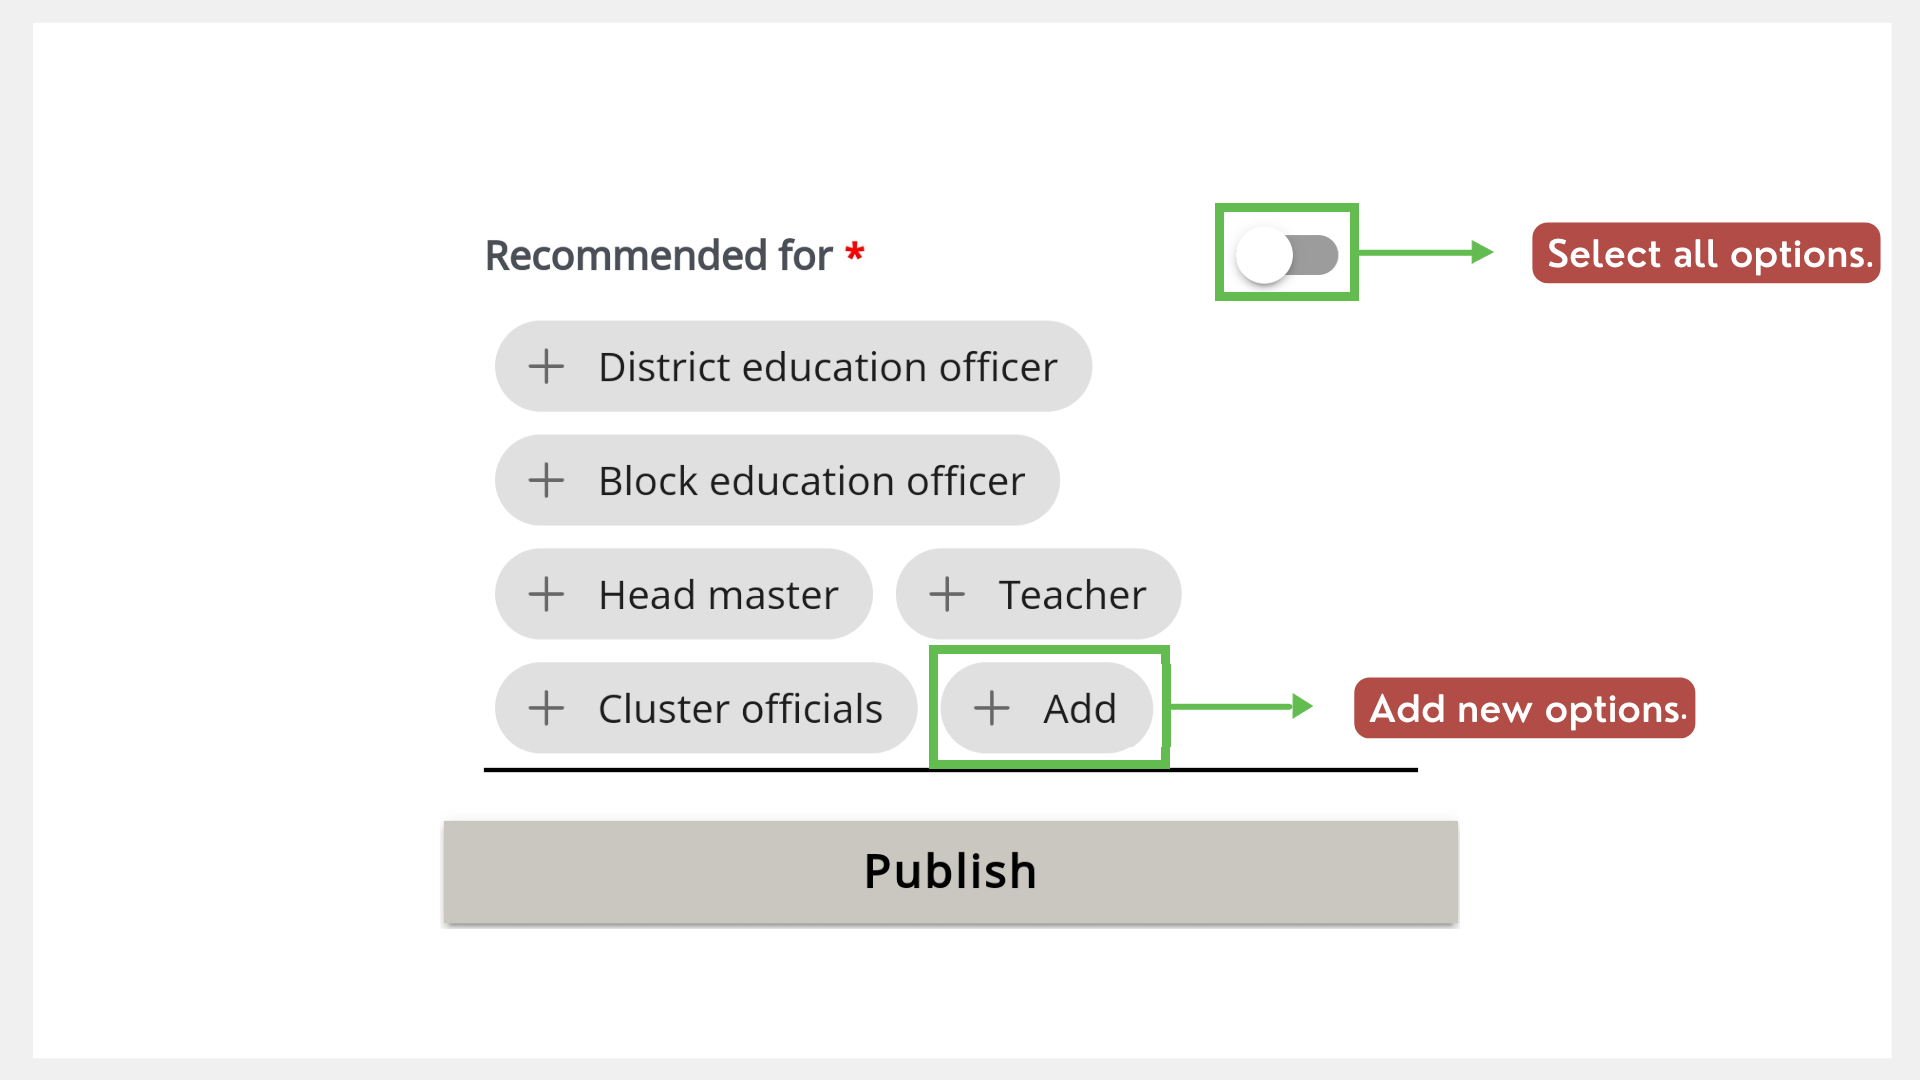 Recommended for *
Select all options.
+ District education officer
+ Block education officer
+ Head master
+ Teacher
+ Cluster officials
+ Add
Add new options.
Publish